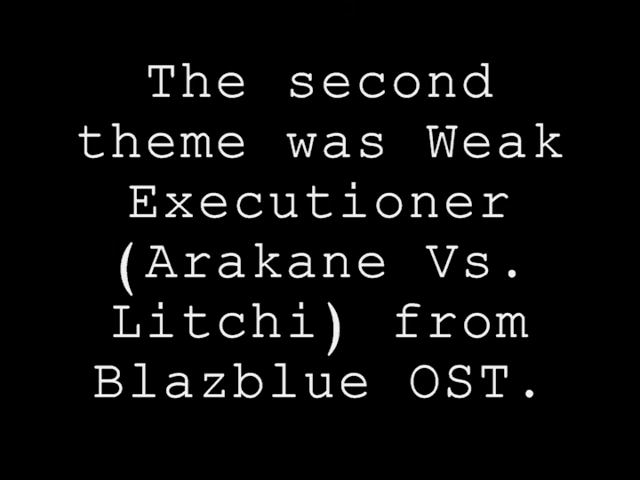 The second
theme was Weak
Executioner
(Arakane Vs.
Litchi) from
Blazblue OST.